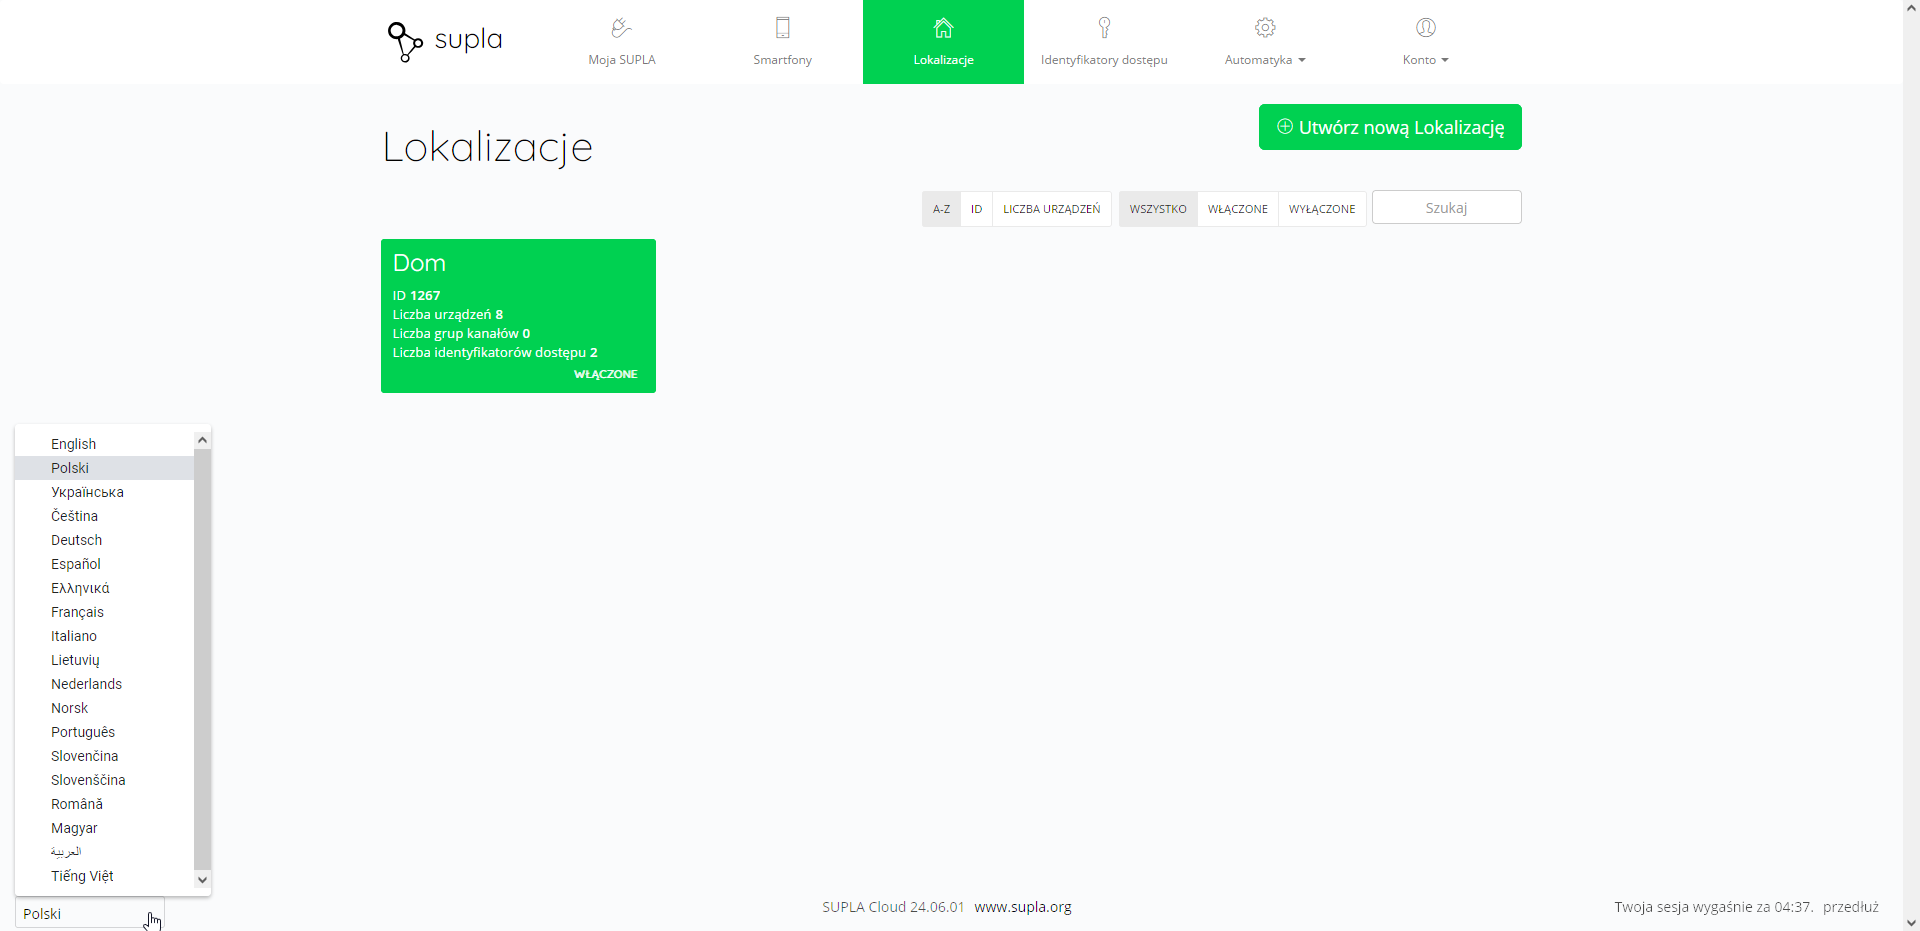 supla
Moja SUPLA
Smartfony
Lokalizacje
Identyfikatory dostępu
Automatyka
Konto
Lokalizacje
Utwórz nową Lokalizację
A-Z ID LICZBA URZĄDZEŃ WSZYSTKO WŁĄCZONE WYŁĄCZONE Szukaj
Dom
ID 1267
Liczba urządzeń 8
Liczba grup kanałów 0
Liczba identyfikatorów dostępu 2
WŁĄCZONE
English
Polski
Українська
Čeština
Deutsch
Español
Ελληνικά
Français
Italiano
Lietuvių
Nederlands
Norsk
Português
Slovenčina
Slovenščina
Română
Magyar
العربية
Tiếng Việt
Polski
SUPLA Cloud 24.06.01 www.supla.org
Twoja sesja wygaśnie za 04:37. przedłuż